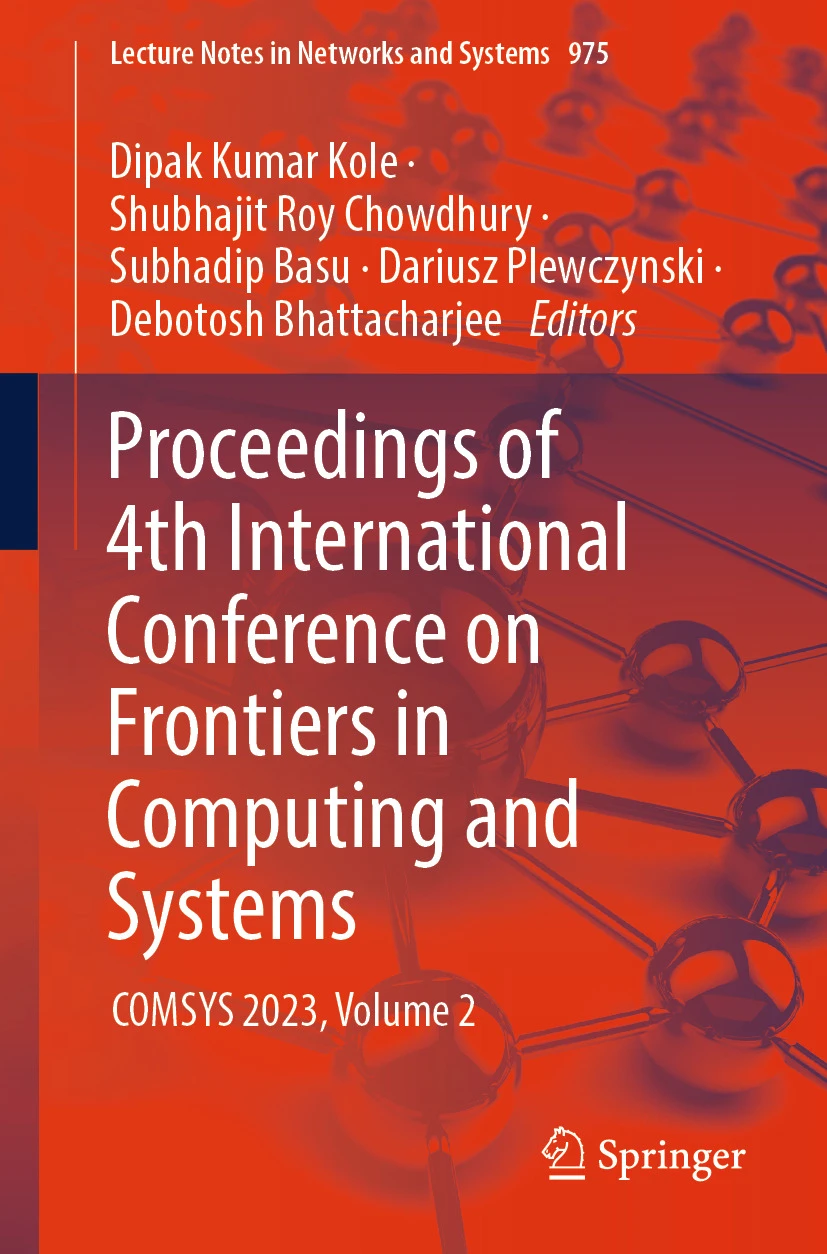 Lecture Notes in Networks and Systems 975
Dipak Kumar Kole ·
Shubhajit Roy Chowdhury ·
Subhadip Basu · Dariusz Plewczynski ·
Debotosh Bhattacharjee Editors
Proceedings of
4th International
Conference on
Frontiers in
Computing and
Systems
COMSYS 2023, Volume 2
Springer